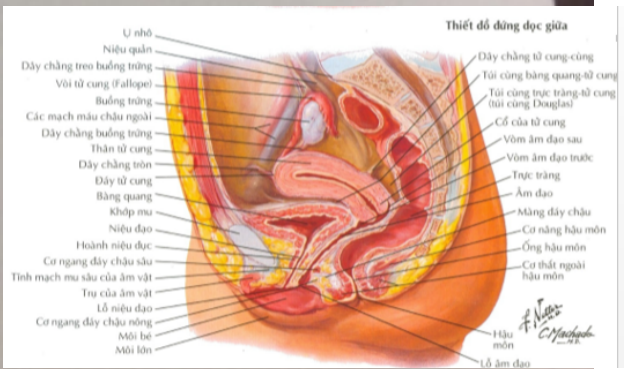 Thiết đồ đứng dọc giữa
Ụ nhô
Niệu quản
Dây chằng treo buồng trứng
Vòi tử cung (Fallope)
Buồng trứng
Các mạch máu chậu ngoài
Dây chằng buồng trứng
Thân tử cung
Dây chằng tròn
Đáy tử cung
Bàng quang
Khớp mu
Niệu đạo
Hoành niệu dục
Cơ ngang đáy chậu sâu
Tĩnh mạch mu sâu của âm vật
Trụ của âm vật
Lỗ niệu đạo
Cơ ngang đáy chậu nông
Môi bé
Môi lớn
Dây chằng tử cung-cùng
Túi cùng bàng quang-tử cung
Túi cùng trực tràng-tử cung
(túi cùng Douglas)
Cổ của tử cung
Vòm âm đạo sau
Vòm âm đạo trước
Trực tràng
Âm đạo
Màng đáy chậu
Cơ nâng hậu môn
Ống hậu môn
Cơ thắt ngoài
hậu môn
Hậu
môn
Lỗ âm đạo
F. Netter
M.D.
C. Machado
M.D.